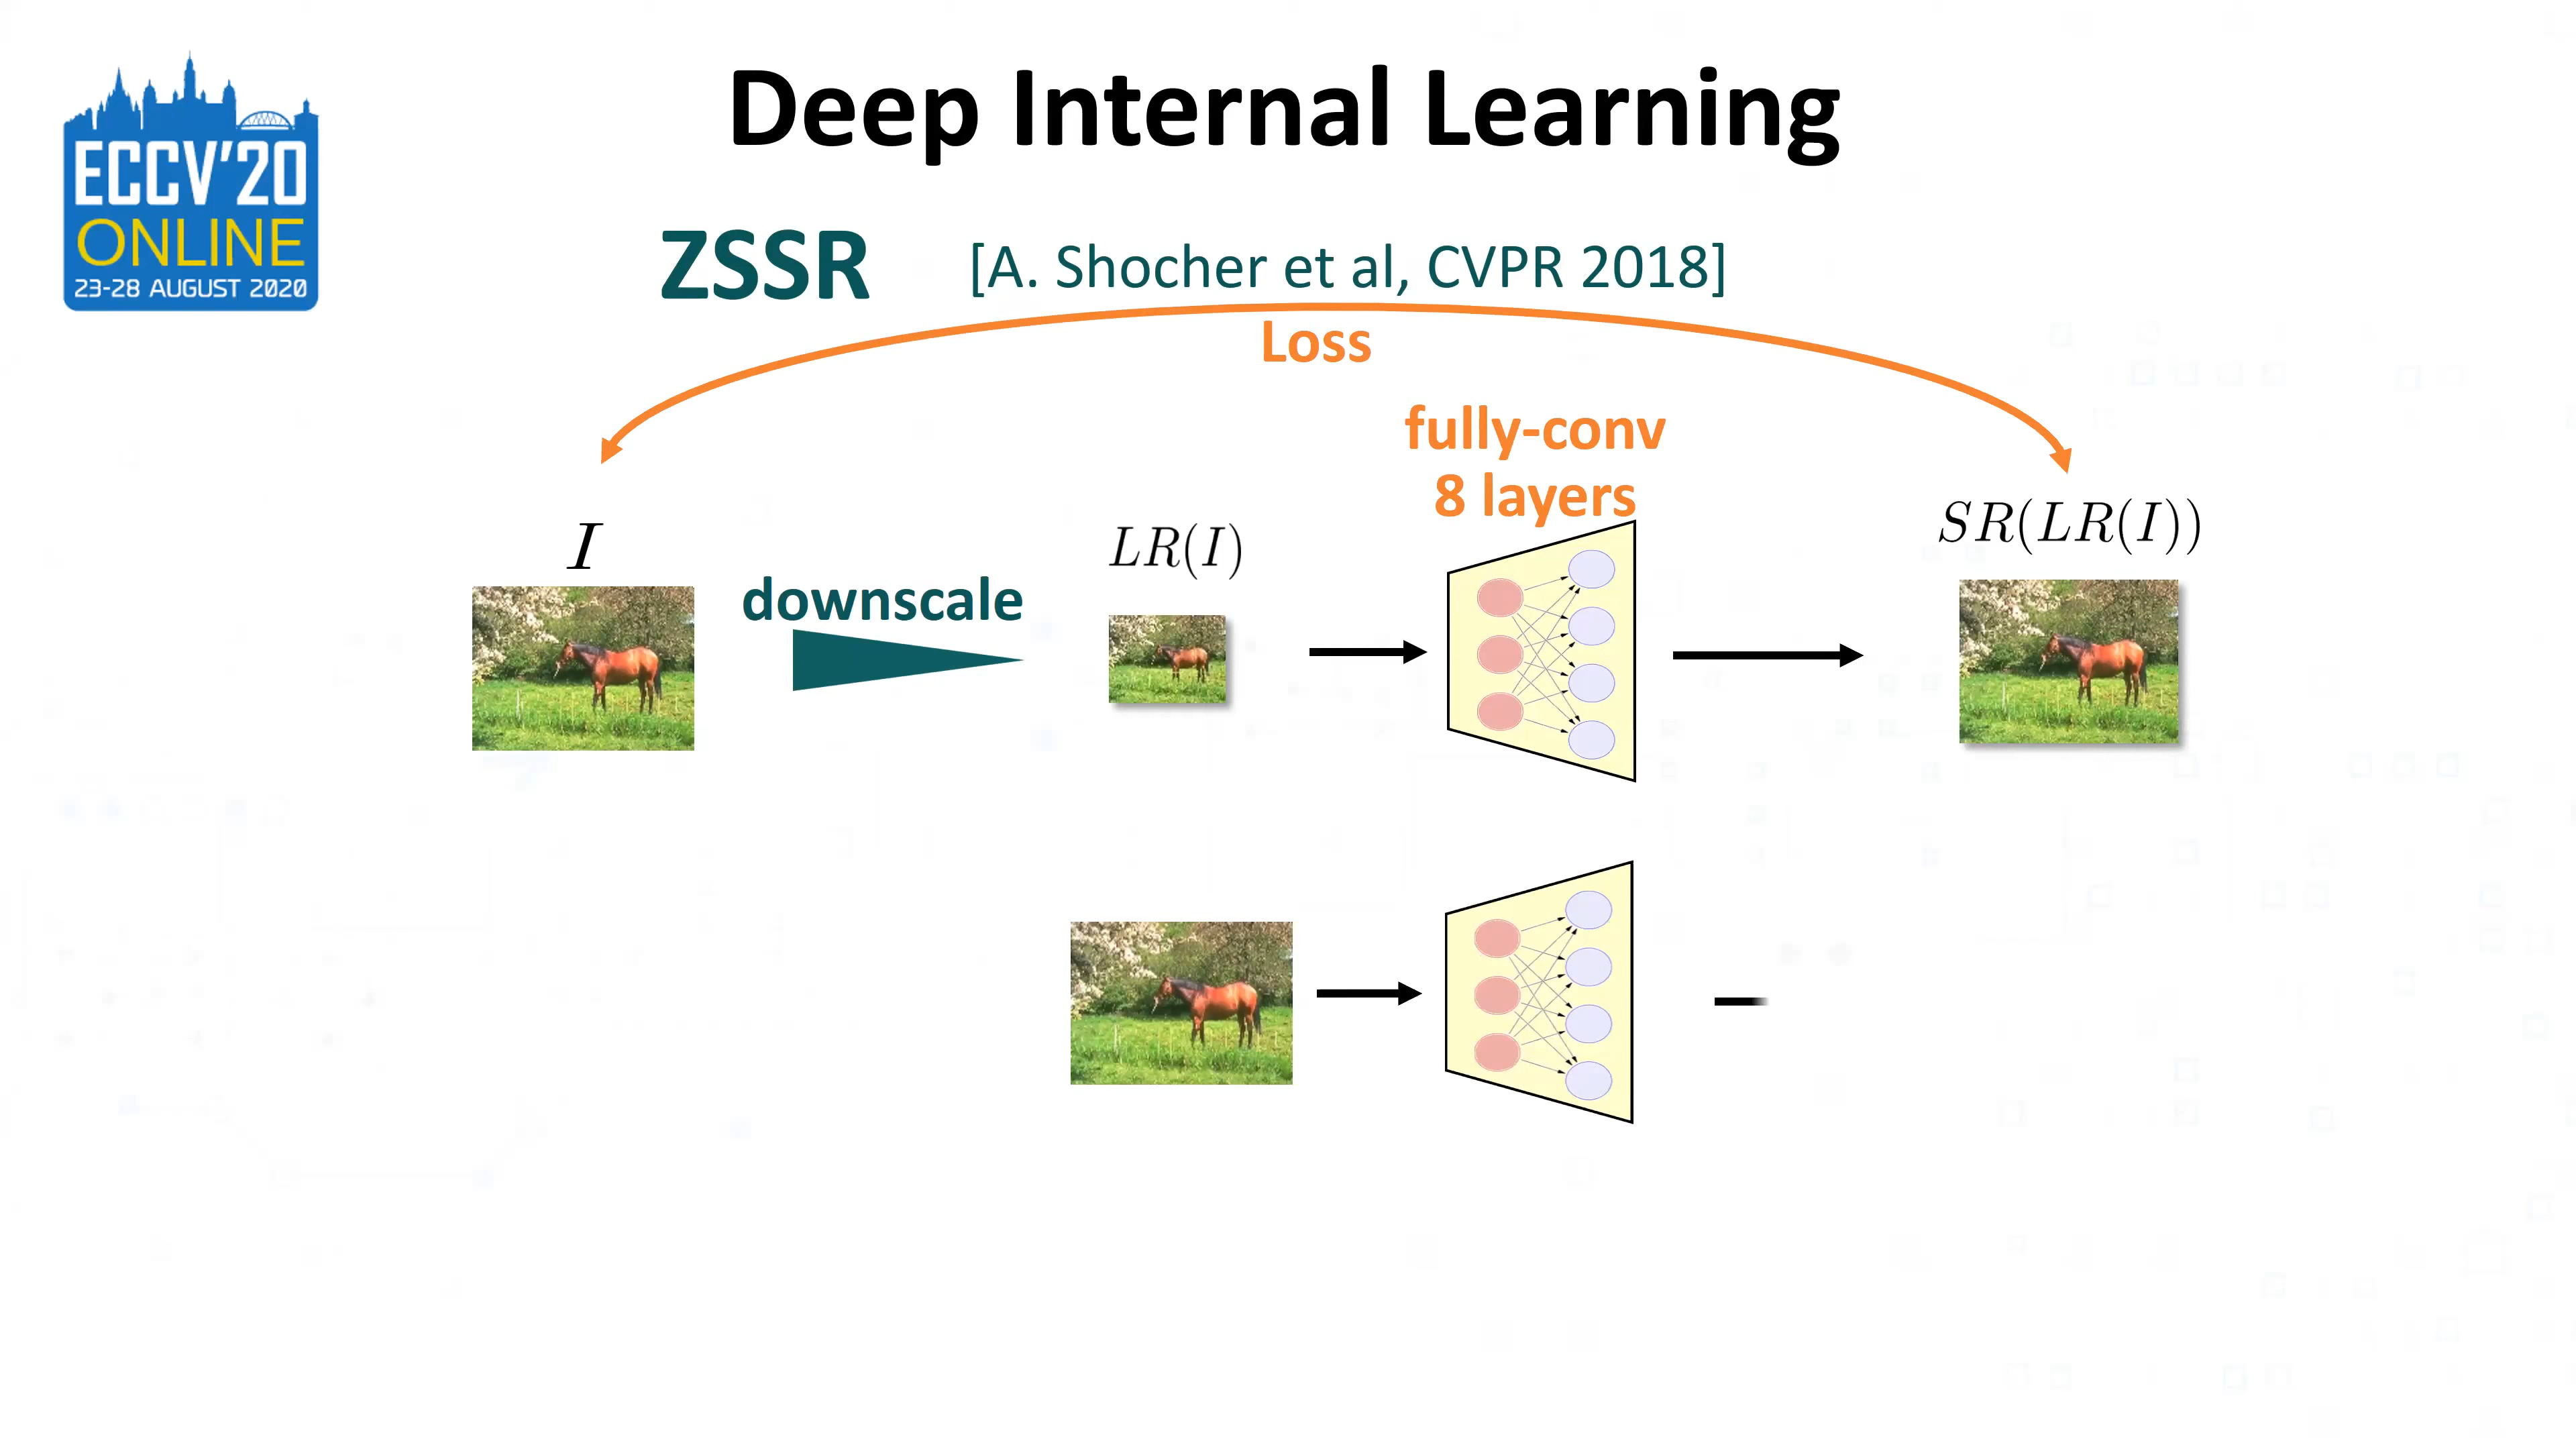 Deep Internal Learning
ECCV'20
ONLINE
23-28 AUGUST 2020
ZSSR [A. Shocher et al, CVPR 2018]
Loss
fully-conv
8 layers
I
LR(I)
SR(LR(I))
downscale